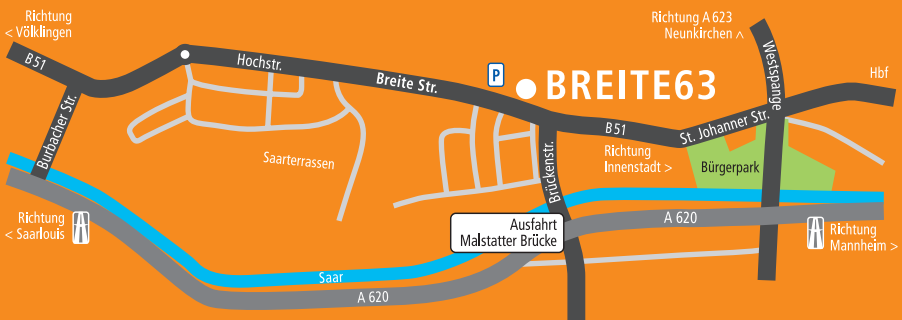 Richtung
< Völklingen
B51
Hochstr.
Breite Str.
P
BREITE63
Richtung A 623
Neunkirchen ^
Westspange
Hbf
St. Johanner Str.
B51
Burbacher Str.
Saarterrassen
Brückenstr.
Richtung
Innenstadt >
Bürgerpark
Richtung
< Saarlouis
Ausfahrt
Malstatter Brücke
A 620
Richtung
Mannheim >
Saar
A 620